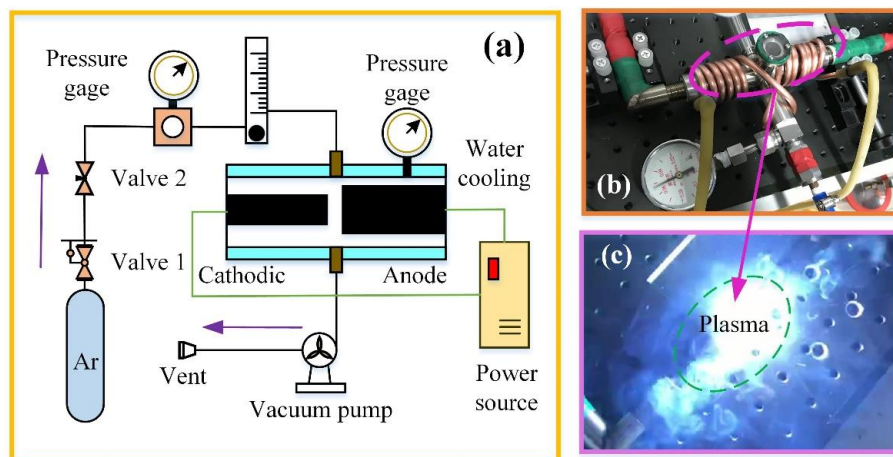 (a)
Pressure
gage
Pressure
gage
Water
cooling
Valve 2
Valve 1
Cathodic
Anode
Ar
Vent
Vacuum pump
Power
source
(b)
(c)
Plasma